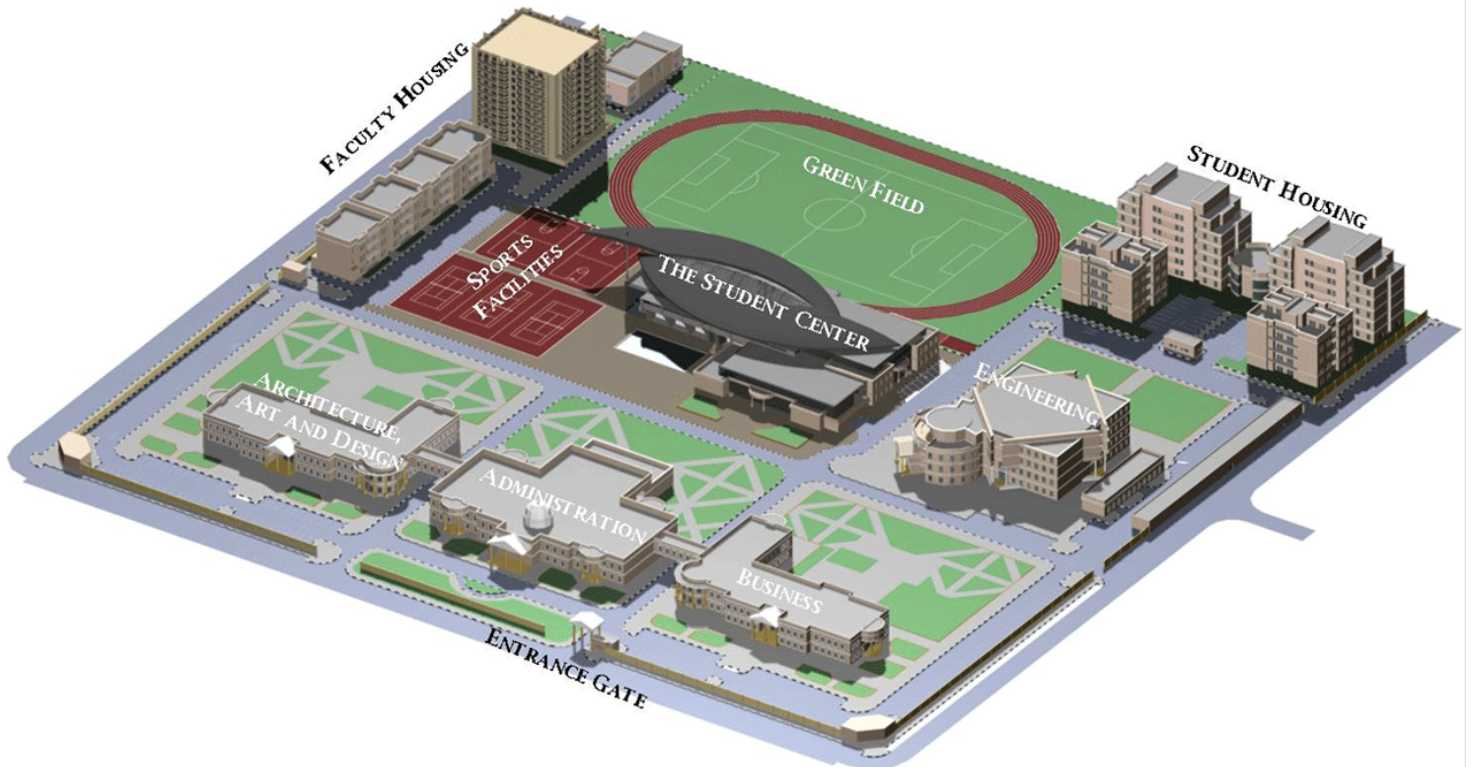 FACULTY HOUSING
GREEN FIELD
STUDENT HOUSING
SPORTS
FACILITIES
THE STUDENT CENTER
ENGINEERING
ARCHITECTURE,
ART AND DESIGN
ADMINISTRATION
BUSINESS
ENTRANCE GATE